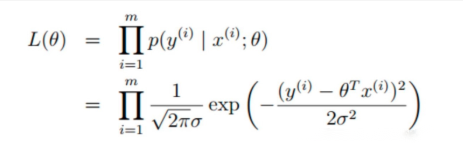 L(θ) = ∏_{i=1}^{m} p(y^{(i)} | x^{(i)}; θ)
= ∏_{i=1}^{m} \frac{1}{\sqrt{2π}σ} exp(−\frac{(y^{(i)} − θ^T x^{(i)})^2}{2σ^2})